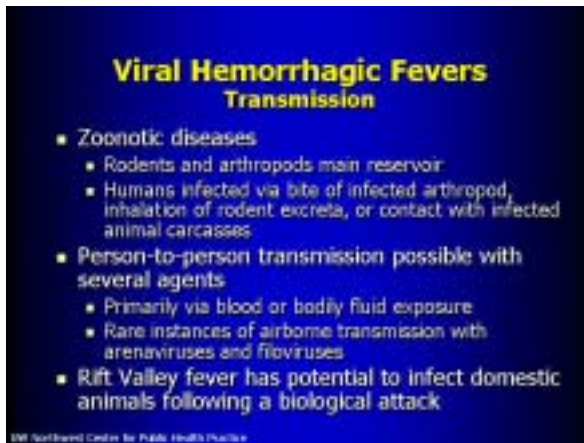 Viral Hemorrhagic Fevers
Transmission
Zoonotic diseases
Rodents and arthropods main reservoir
Humans infected via bite of infected arthropod,
inhalation of rodent excreta, or contact with infected
animal carcasses
Person-to-person transmission possible with
several agents
Primarily via blood or bodily fluid exposure
Rare instances of airborne transmission with
arenaviruses and filoviruses
Rift Valley fever has potential to infect domestic
animals following a biological attack
UW Northwest Center for Public Health Practice